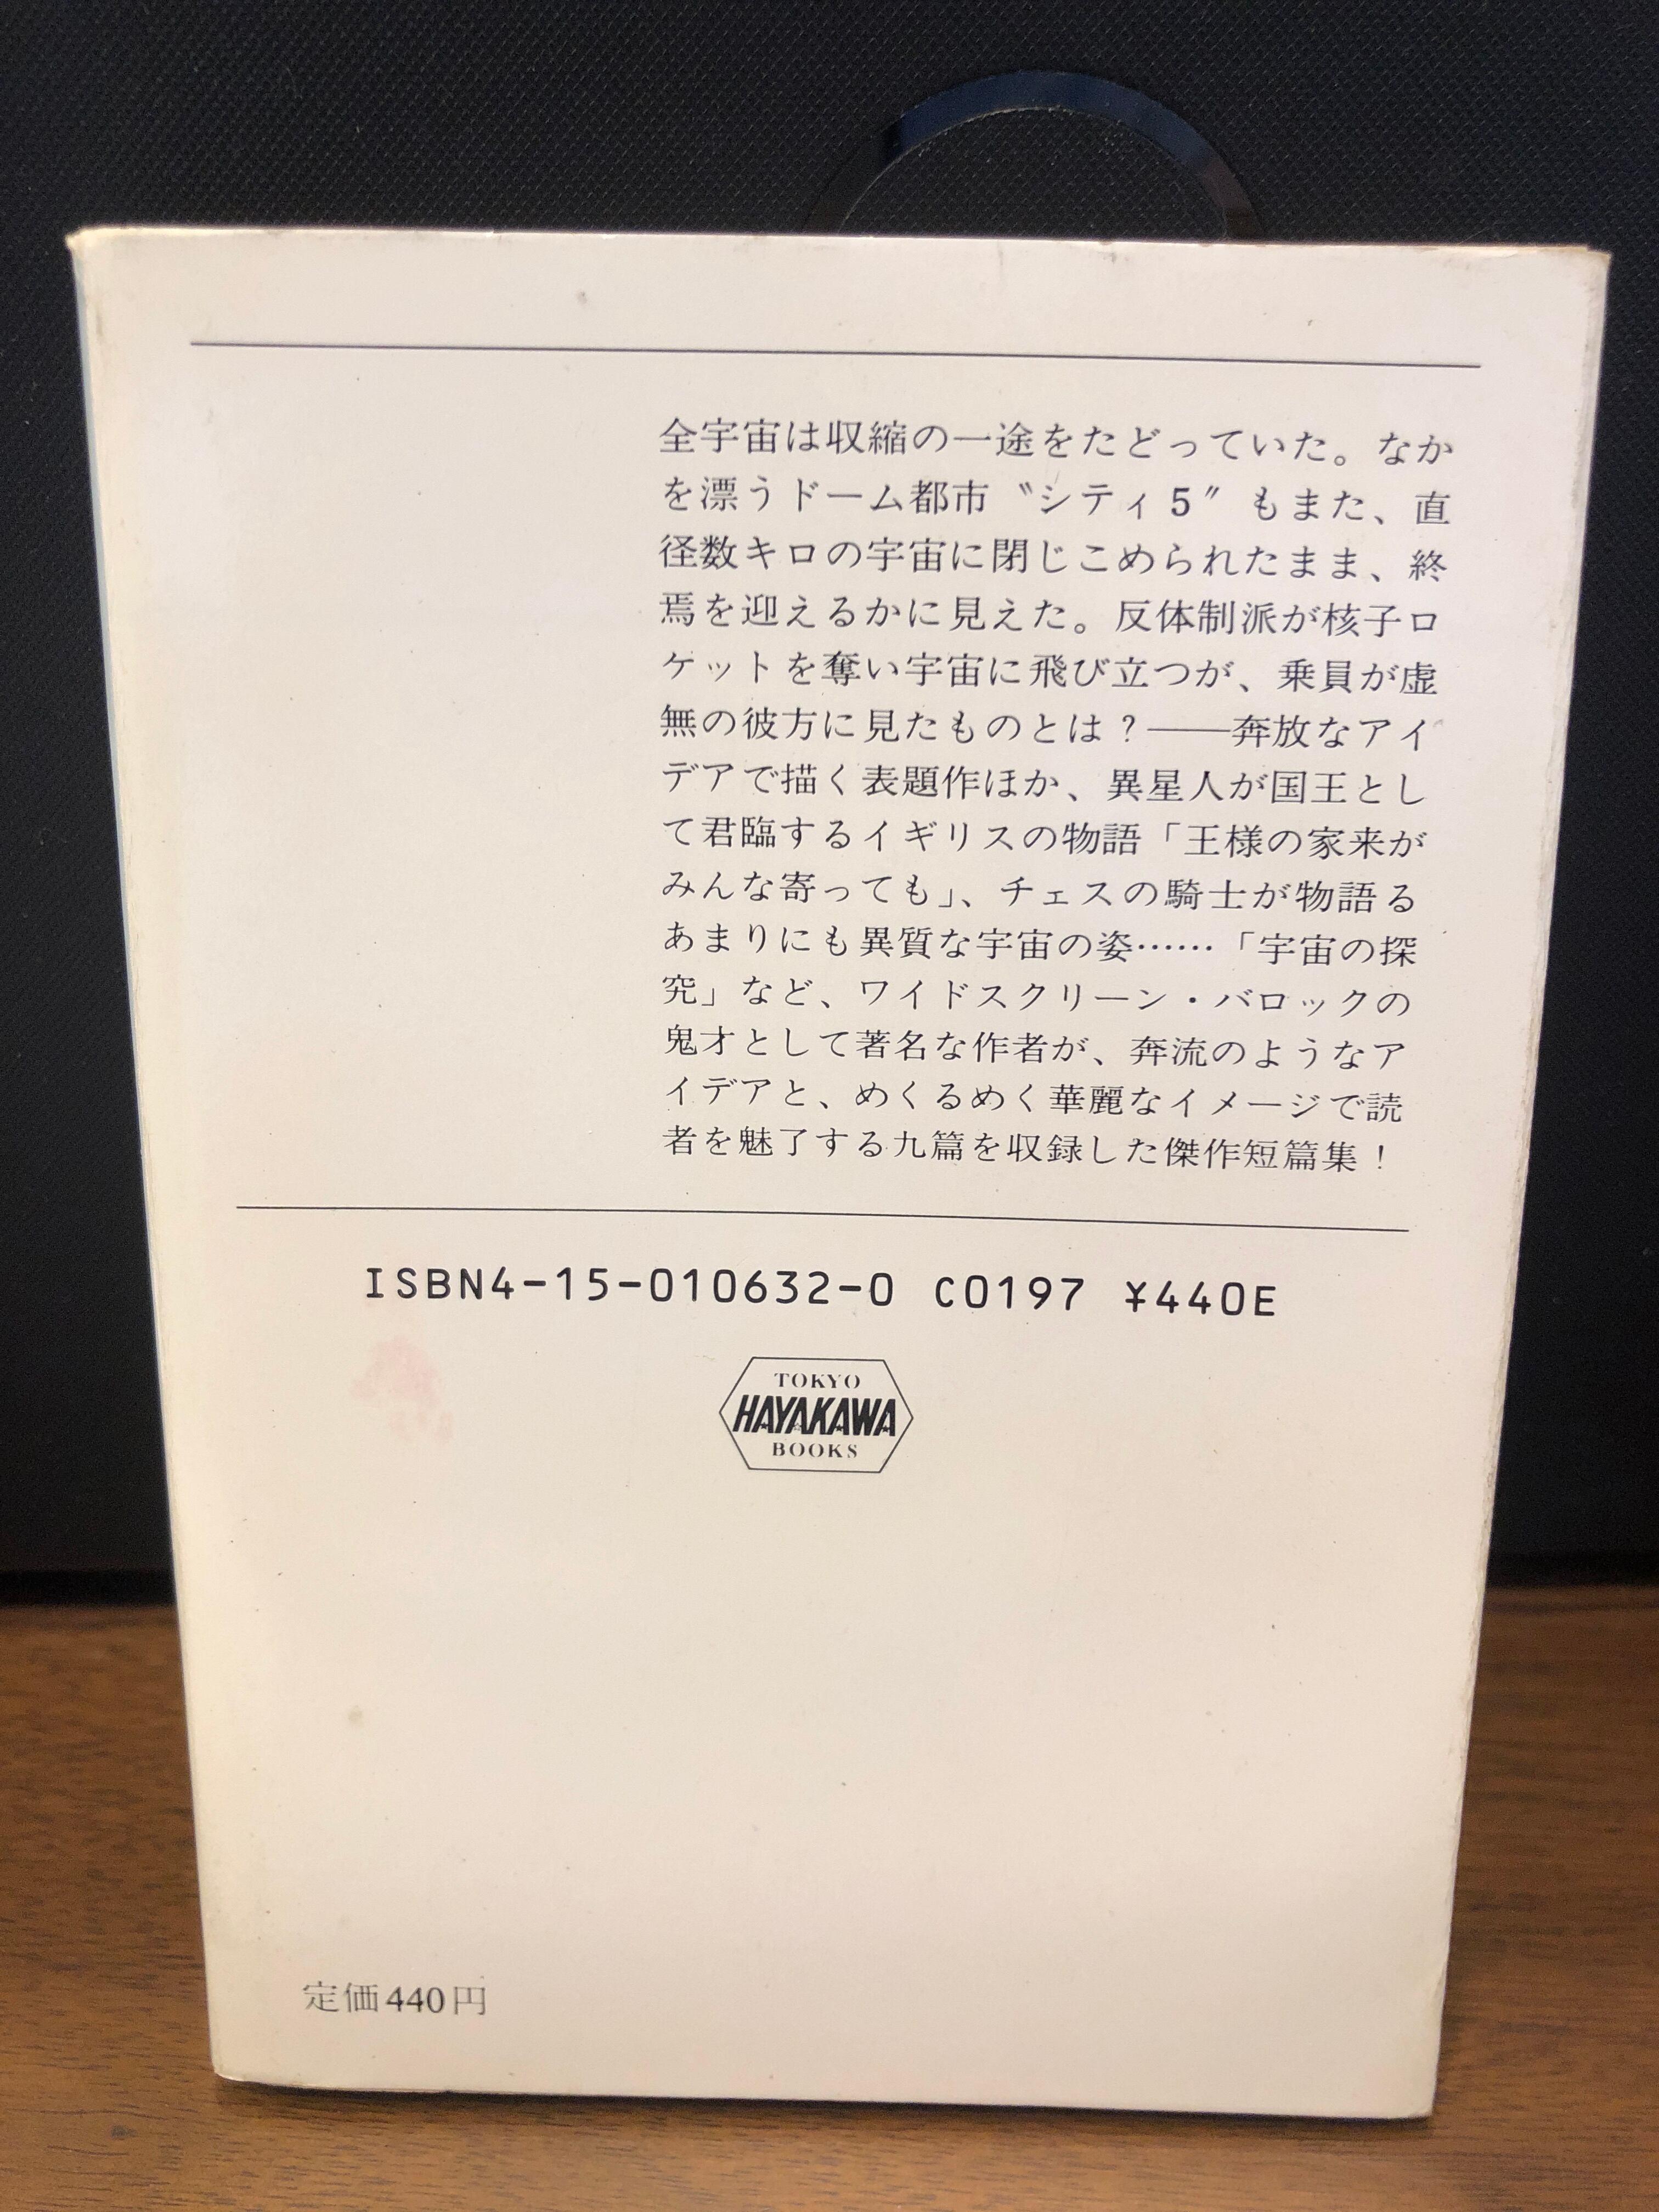 全宇宙は収縮の一途をたどっていた。なか
を漂うドーム都市〝シティ5〟もまた、直
径数キロの宇宙に閉じこめられたまま、終
焉を迎えるかに見えた。反体制派が核子ロ
ケットを奪い宇宙に飛び立つが、乗員が虚
無の彼方に見たものとは？――奔放なアイ
デアで描く表題作ほか、異星人が国王とし
て君臨するイギリスの物語「王様の家来が
みんな寄っても」、チェスの騎士が物語る
あまりにも異質な宇宙の姿……「宇宙の探
究」など、ワイドスクリーン・バロックの
鬼才として著名な作者が、奔流のようなア
イデアと、めくるめく華麗なイメージで読
者を魅了する九篇を収録した傑作短篇集！
ISBN4-15-010632-0 C0197 ¥440E
TOKYO
HAYAKAWA
BOOKS
定価440円